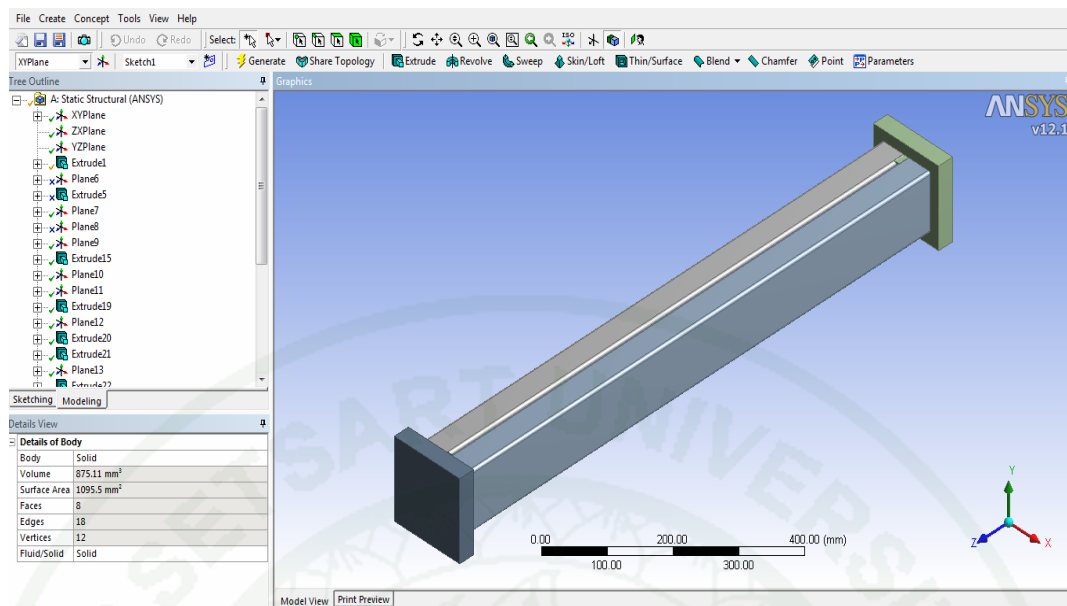 File Create Concept Tools View Help
Undo Redo Select: ISO
XYPlane Sketch1 Generate Share Topology Extrude Revolve Sweep Skin/Loft Thin/Surface Blend Chamfer Point Parameters
Tree Outline
A: Static Structural (ANSYS)
XYPlane
ZXPlane
YZPlane
Extrude1
Plane6
Extrude5
Plane7
Plane8
Plane9
Extrude15
Plane10
Plane11
Extrude19
Plane12
Extrude20
Extrude21
Plane13
Extrude22
Sketching Modeling
Details View
Details of Body
Body Solid
Volume 875.11 mm³
Surface Area 1095.5 mm²
Faces 8
Edges 18
Vertices 12
Fluid/Solid Solid
Graphics
ANSYS
v12.1
0.00 200.00 400.00 (mm)
100.00 300.00
Y
Z X
SETSART UNIVERS
Model View Print Preview